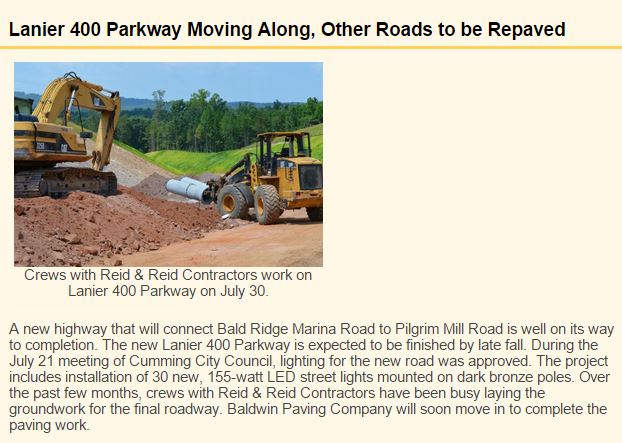 Lanier 400 Parkway Moving Along, Other Roads to be Repaved
CAT
Crews with Reid & Reid Contractors work on
Lanier 400 Parkway on July 30.
A new highway that will connect Bald Ridge Marina Road to Pilgrim Mill Road is well on its way
to completion. The new Lanier 400 Parkway is expected to be finished by late fall. During the
July 21 meeting of Cumming City Council, lighting for the new road was approved. The project
includes installation of 30 new, 155-watt LED street lights mounted on dark bronze poles. Over
the past few months, crews with Reid & Reid Contractors have been busy laying the
groundwork for the final roadway. Baldwin Paving Company will soon move in to complete the
paving work.